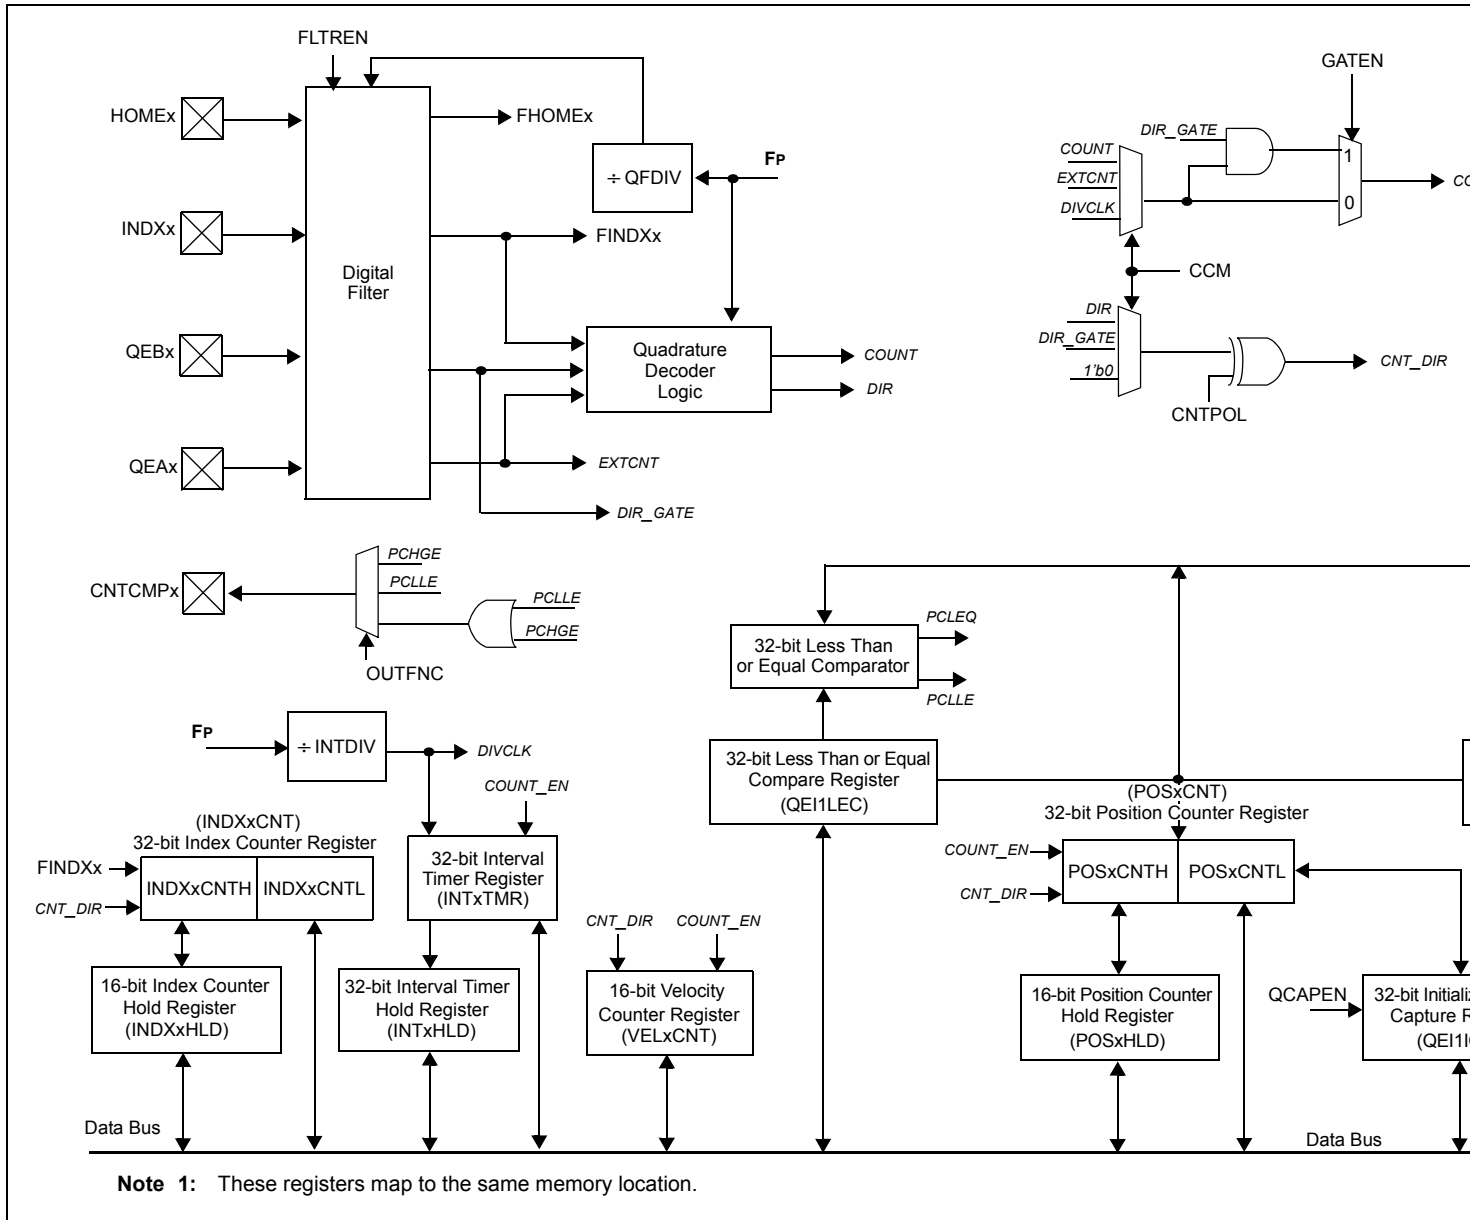 FLTREN
GATEN
HOMEx
FHOMEx
÷ QFDIV
FP
DIR_GATE
COUNT
EXTCNT
DIVCLK
1
0
INDXx
FINDXx
Digital
Filter
CCM
QEBx
Quadrature
Decoder
Logic
COUNT
DIR
DIR
DIR_GATE
1'b0
CNT_DIR
CNTPOL
QEAx
EXTCNT
DIR_GATE
CNTCMPx
PCHGE
PCLLE
PCLLE
PCHGE
OUTFNC
32-bit Less Than
or Equal Comparator
PCLEQ
PCLLE
FP
÷ INTDIV
DIVCLK
COUNT_EN
32-bit Less Than or Equal
Compare Register
(QEI1LEC)
(POSxCNT)
32-bit Position Counter Register
(INDXxCNT)
32-bit Index Counter Register
FINDXx
CNT_DIR
INDXxCNTH
INDXxCNTL
32-bit Interval
Timer Register
(INTxTMR)
COUNT_EN
CNT_DIR
POSxCNTH
POSxCNTL
CNT_DIR
COUNT_EN
16-bit Index Counter
Hold Register
(INDXxHLD)
32-bit Interval Timer
Hold Register
(INTxHLD)
16-bit Velocity
Counter Register
(VELxCNT)
16-bit Position Counter
Hold Register
(POSxHLD)
QCAPEN
32-bit
Capture
Data Bus
Data Bus
Note 1: These registers map to the same memory location.